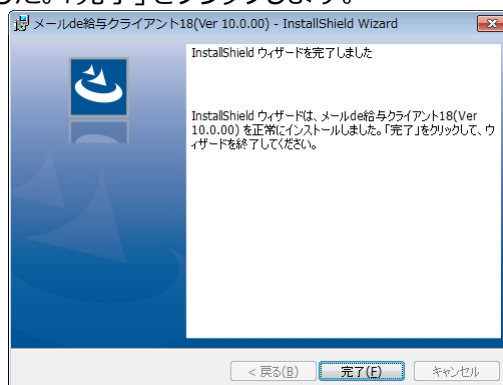 した。「完了」をクリックします。
メールde給与クライアント18(Ver 10.0.00) - InstallShield Wizard
InstallShield ウィザードを完了しました
InstallShield ウィザードは、メールde給与クライアント18(Ver
10.0.00) を正常にインストールしました。「完了」をクリックして、ウ
ィザードを終了してください。
< 戻る(B)
完了(F)
キャンセル